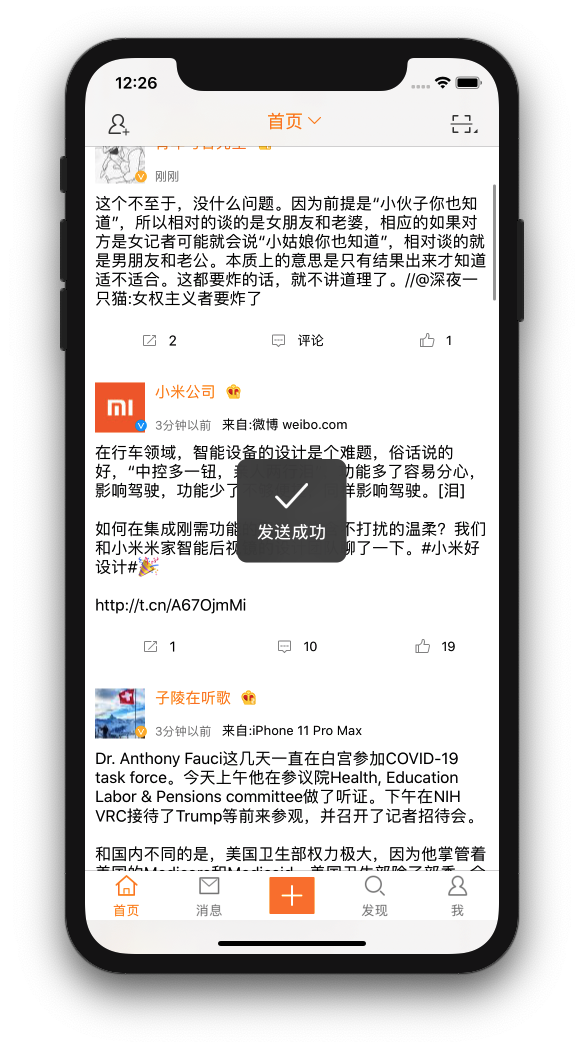 12:26
首页
刚刚
这个不至于，没什么问题。因为前提是“小伙子你也知
道”，所以相对的谈的是女朋友和老婆，相应的如果对
方是女记者可能就会说“小姑娘你也知道”，相对谈的就
是男朋友和老公。本质上的意思是只有结果出来才知道
适不适合。这都要炸的话，就不讲道理了。//@深夜一
只猫:女权主义者要炸了
2
评论
1
小米公司
3分钟以前 来自:微博 weibo.com
在行车领域，智能设备的设计是个难题，俗话说的
好，“中控多一钮，功能多了容易分心，
影响驾驶，功能少了样影响驾驶。[泪]
如何在集成刚需功能不打扰的温柔？我们
和小米米家智能后视聊了一下。#小米好
设计#🎉
http://t.cn/A67OjmMi
发送成功
1
10
19
子陵在听歌
3分钟以前 来自:iPhone 11 Pro Max
Dr. Anthony Fauci这几天一直在白宫参加COVID-19
task force。今天上午他在参议院Health, Education
Labor & Pensions committee做了听证。下午在NIH
VRC接待了Trump等前来参观，并召开了记者招待会。
和国内不同的是，美国卫生部权力极大，因为他掌管着
首页
消息
发现
我